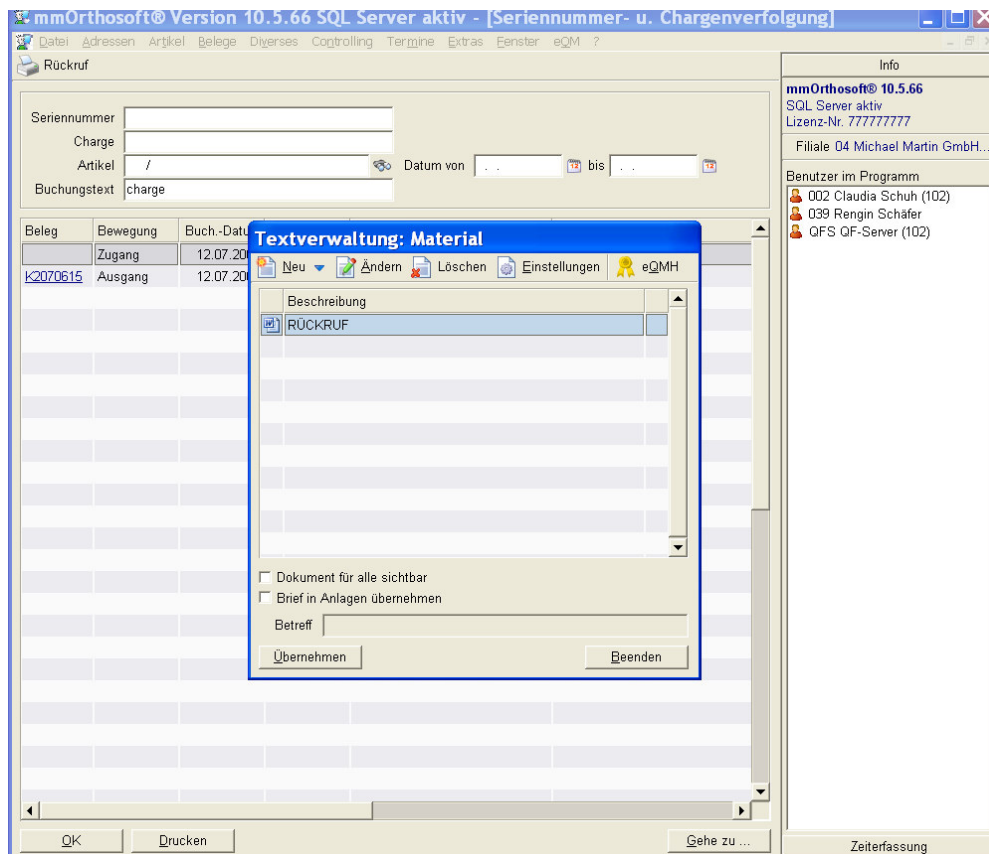 mmOrthosoft® Version 10.5.66 SQL Server aktiv - [Seriennummer- u. Chargenverfolgung]
Datei Adressen Artikel Belege Diverses Controlling Termine Extras Fenster eQM ?
Rückruf
Seriennummer
Charge
Artikel /
Datum von . . 12 bis . . 12
Buchungstext charge
Beleg Bewegung Buch.-Datu
Zugang 12.07.20
K2070615 Ausgang 12.07.20
Textverwaltung: Material
Neu Ändern Löschen Einstellungen eQMH
Beschreibung
RÜCKRUF
Dokument für alle sichtbar
Brief in Anlagen übernehmen
Betreff
Übernehmen Beenden
OK Drucken Gehe zu ...
Info
mmOrthosoft® 10.5.66
SQL Server aktiv
Lizenz-Nr. 777777777
Filiale 04 Michael Martin GmbH...
Benutzer im Programm
002 Claudia Schuh (102)
039 Rengin Schäfer
QFS QF-Server (102)
Zeiterfassung